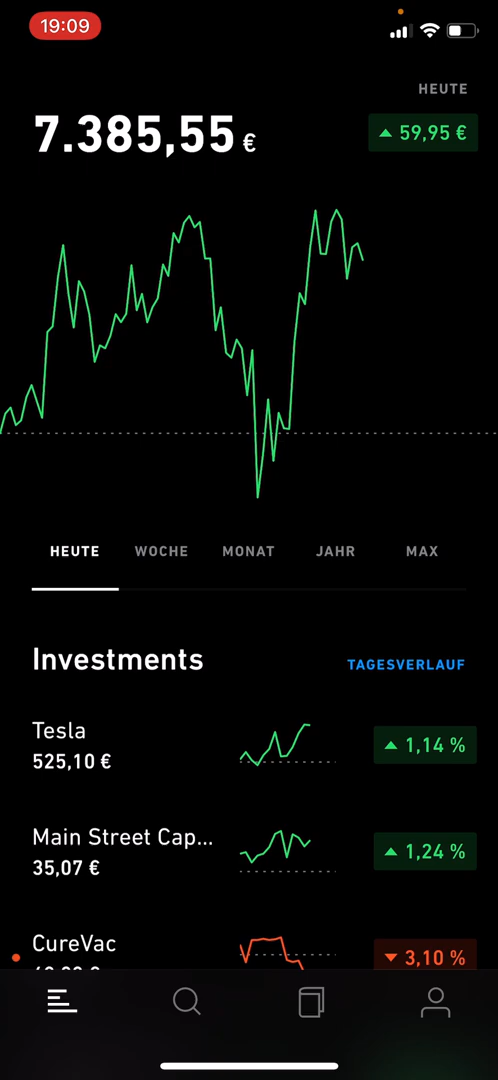 19:09
HEUTE
7.385,55 €
59,95 €
HEUTE WOCHE MONAT JAHR MAX
Investments
TAGESVERLAUF
Tesla
525,10 €
1,14 %
Main Street Cap...
35,07 €
1,24 %
CureVac
3,10 %